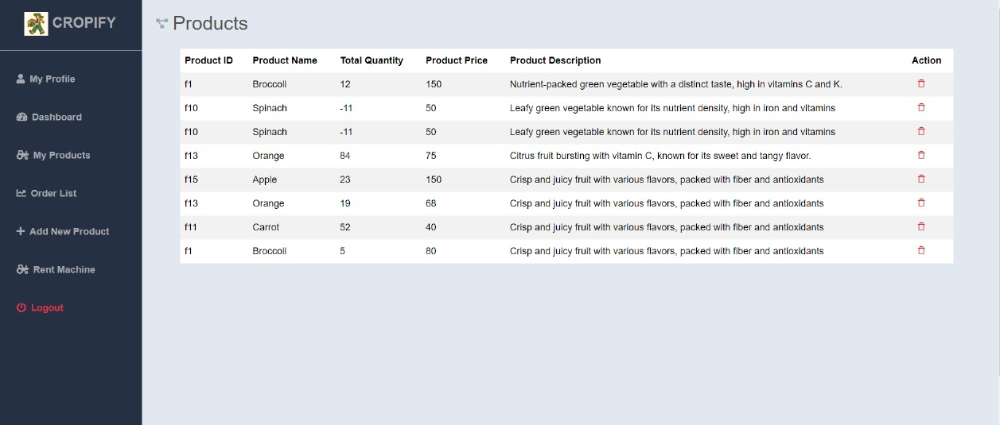 CROPIFY
My Profile
Dashboard
My Products
Order List
Add New Product
Rent Machine
Logout
Products
Product ID Product Name Total Quantity Product Price Product Description Action
f1 Broccoli 12 150 Nutrient-packed green vegetable with a distinct taste, high in vitamins C and K.
f10 Spinach -11 50 Leafy green vegetable known for its nutrient density, high in iron and vitamins
f10 Spinach -11 50 Leafy green vegetable known for its nutrient density, high in iron and vitamins
f13 Orange 84 75 Citrus fruit bursting with vitamin C, known for its sweet and tangy flavor.
f15 Apple 23 150 Crisp and juicy fruit with various flavors, packed with fiber and antioxidants
f13 Orange 19 68 Crisp and juicy fruit with various flavors, packed with fiber and antioxidants
f11 Carrot 52 40 Crisp and juicy fruit with various flavors, packed with fiber and antioxidants
f1 Broccoli 5 80 Crisp and juicy fruit with various flavors, packed with fiber and antioxidants